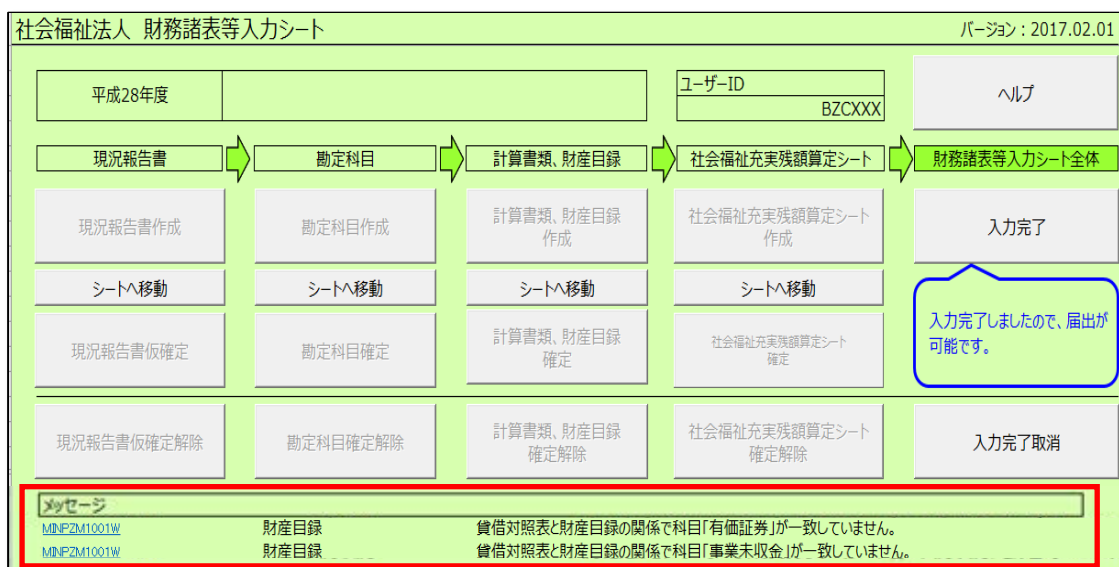 社会福祉法人 財務諸表等入力シート
バージョン：2017.02.01
平成28年度
ユーザーID
BZCXXX
ヘルプ
現況報告書
勘定科目
計算書類、財産目録
社会福祉充実残額算定シート
財務諸表等入力シート全体
現況報告書作成
勘定科目作成
計算書類、財産目録
作成
社会福祉充実残額算定シート
作成
入力完了
シートへ移動
シートへ移動
シートへ移動
シートへ移動
入力完了しましたので、届出が
可能です。
現況報告書仮確定
勘定科目確定
計算書類、財産目録
確定
社会福祉充実残額算定シート
確定
現況報告書仮確定解除
勘定科目確定解除
計算書類、財産目録
確定解除
社会福祉充実残額算定シート
確定解除
入力完了取消
メッセージ
MINPZM1001W 財産目録 貸借対照表と財産目録の関係で科目「有価証券」が一致していません。
MINPZM1001W 財産目録 貸借対照表と財産目録の関係で科目「事業未収金」が一致していません。